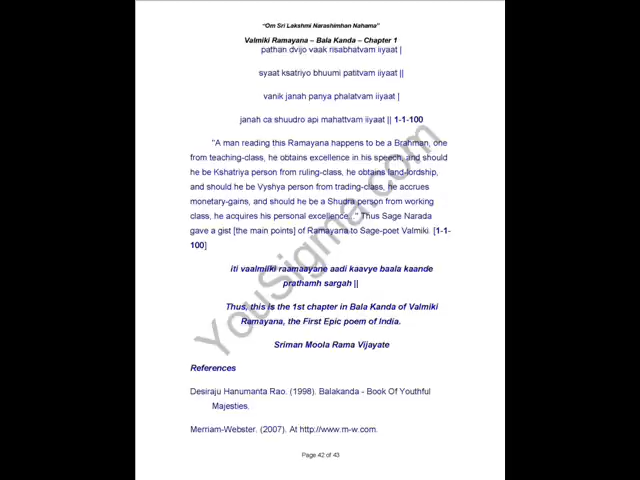 “Om Sri Lakshmi Narashimhan Nahama”
Valmiki Ramayana – Bala Kanda – Chapter 1
pathan dvijo vaak risabhatvam iiyaat |
syaat ksatriyo bhuumi patitvam iiyaat ||
vanik janah panya phalatvam iiyaat |
janah ca shuudro api mahattvam iiyaat || 1-1-100
"A man reading this Ramayana happens to be a Brahman, one
from teaching-class, he obtains excellence in his speech, and should
he be Kshatriya person from ruling-class, he obtains land-lordship,
and should he be Vyshya person from trading-class, he accrues
monetary-gains, and should he be a Shudra person from working
class, he acquires his personal excellence..." Thus Sage Narada
gave a gist [the main points] of Ramayana to Sage-poet Valmiki. [1-1-
100]
iti vaalmiiki raamaayane aadi kaavye baala kaande
prathamh sargah ||
Thus, this is the 1st chapter in Bala Kanda of Valmiki
Ramayana, the First Epic poem of India.
Sriman Moola Rama Vijayate
References
Desiraju Hanumanta Rao. (1998). Balakanda - Book Of Youthful
Majesties.
Merriam-Webster. (2007). At http://www.m-w.com.
Page 42 of 43
YouSigma.com